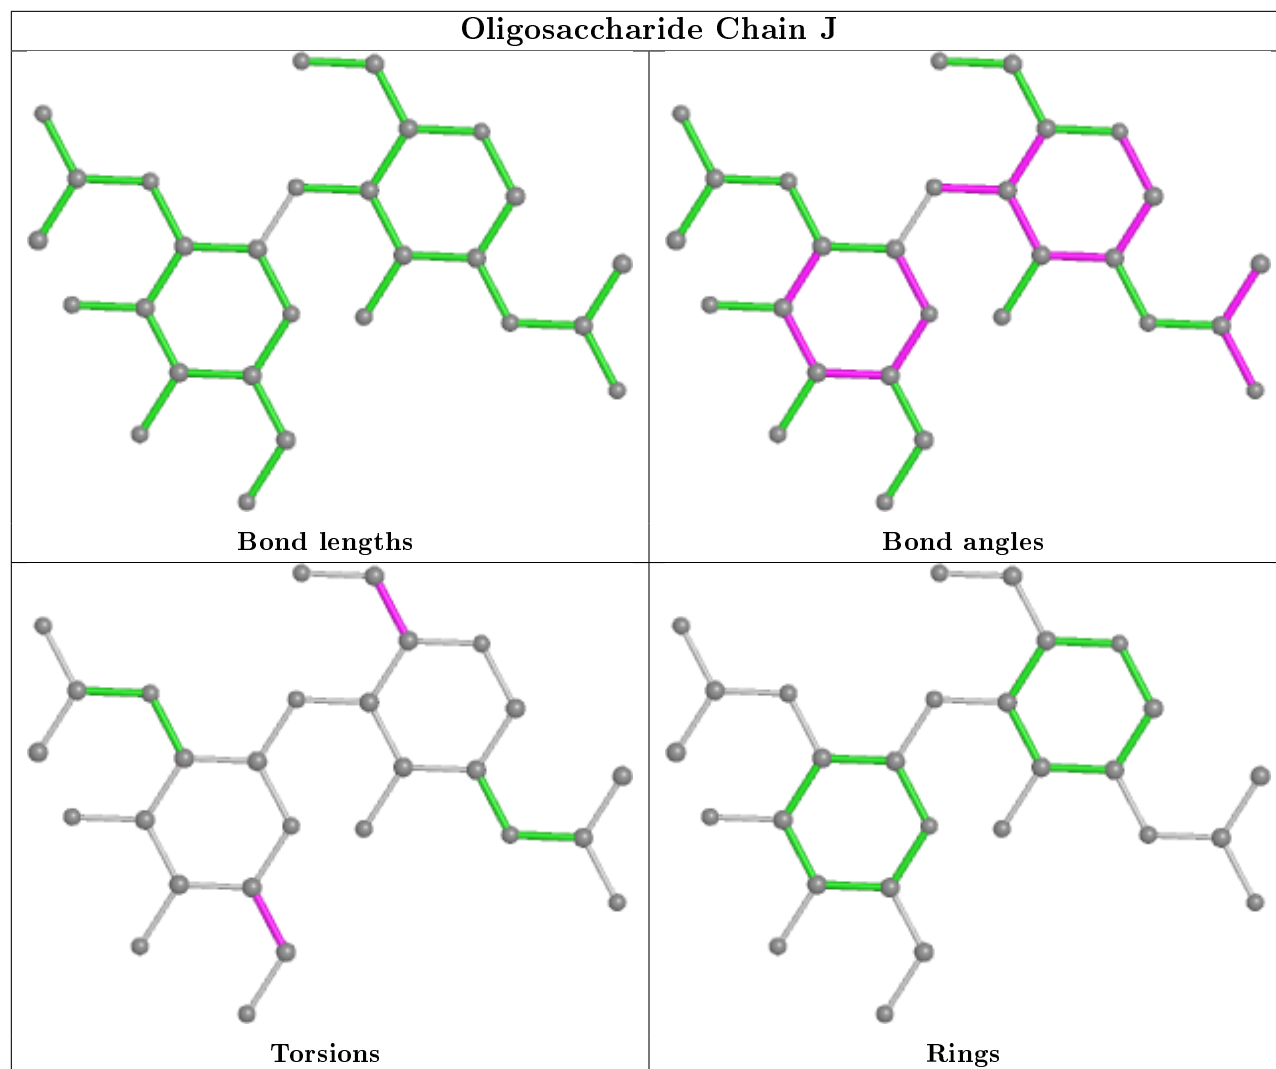 Oligosaccharide Chain J
Bond lengths
Bond angles
Torsions
Rings